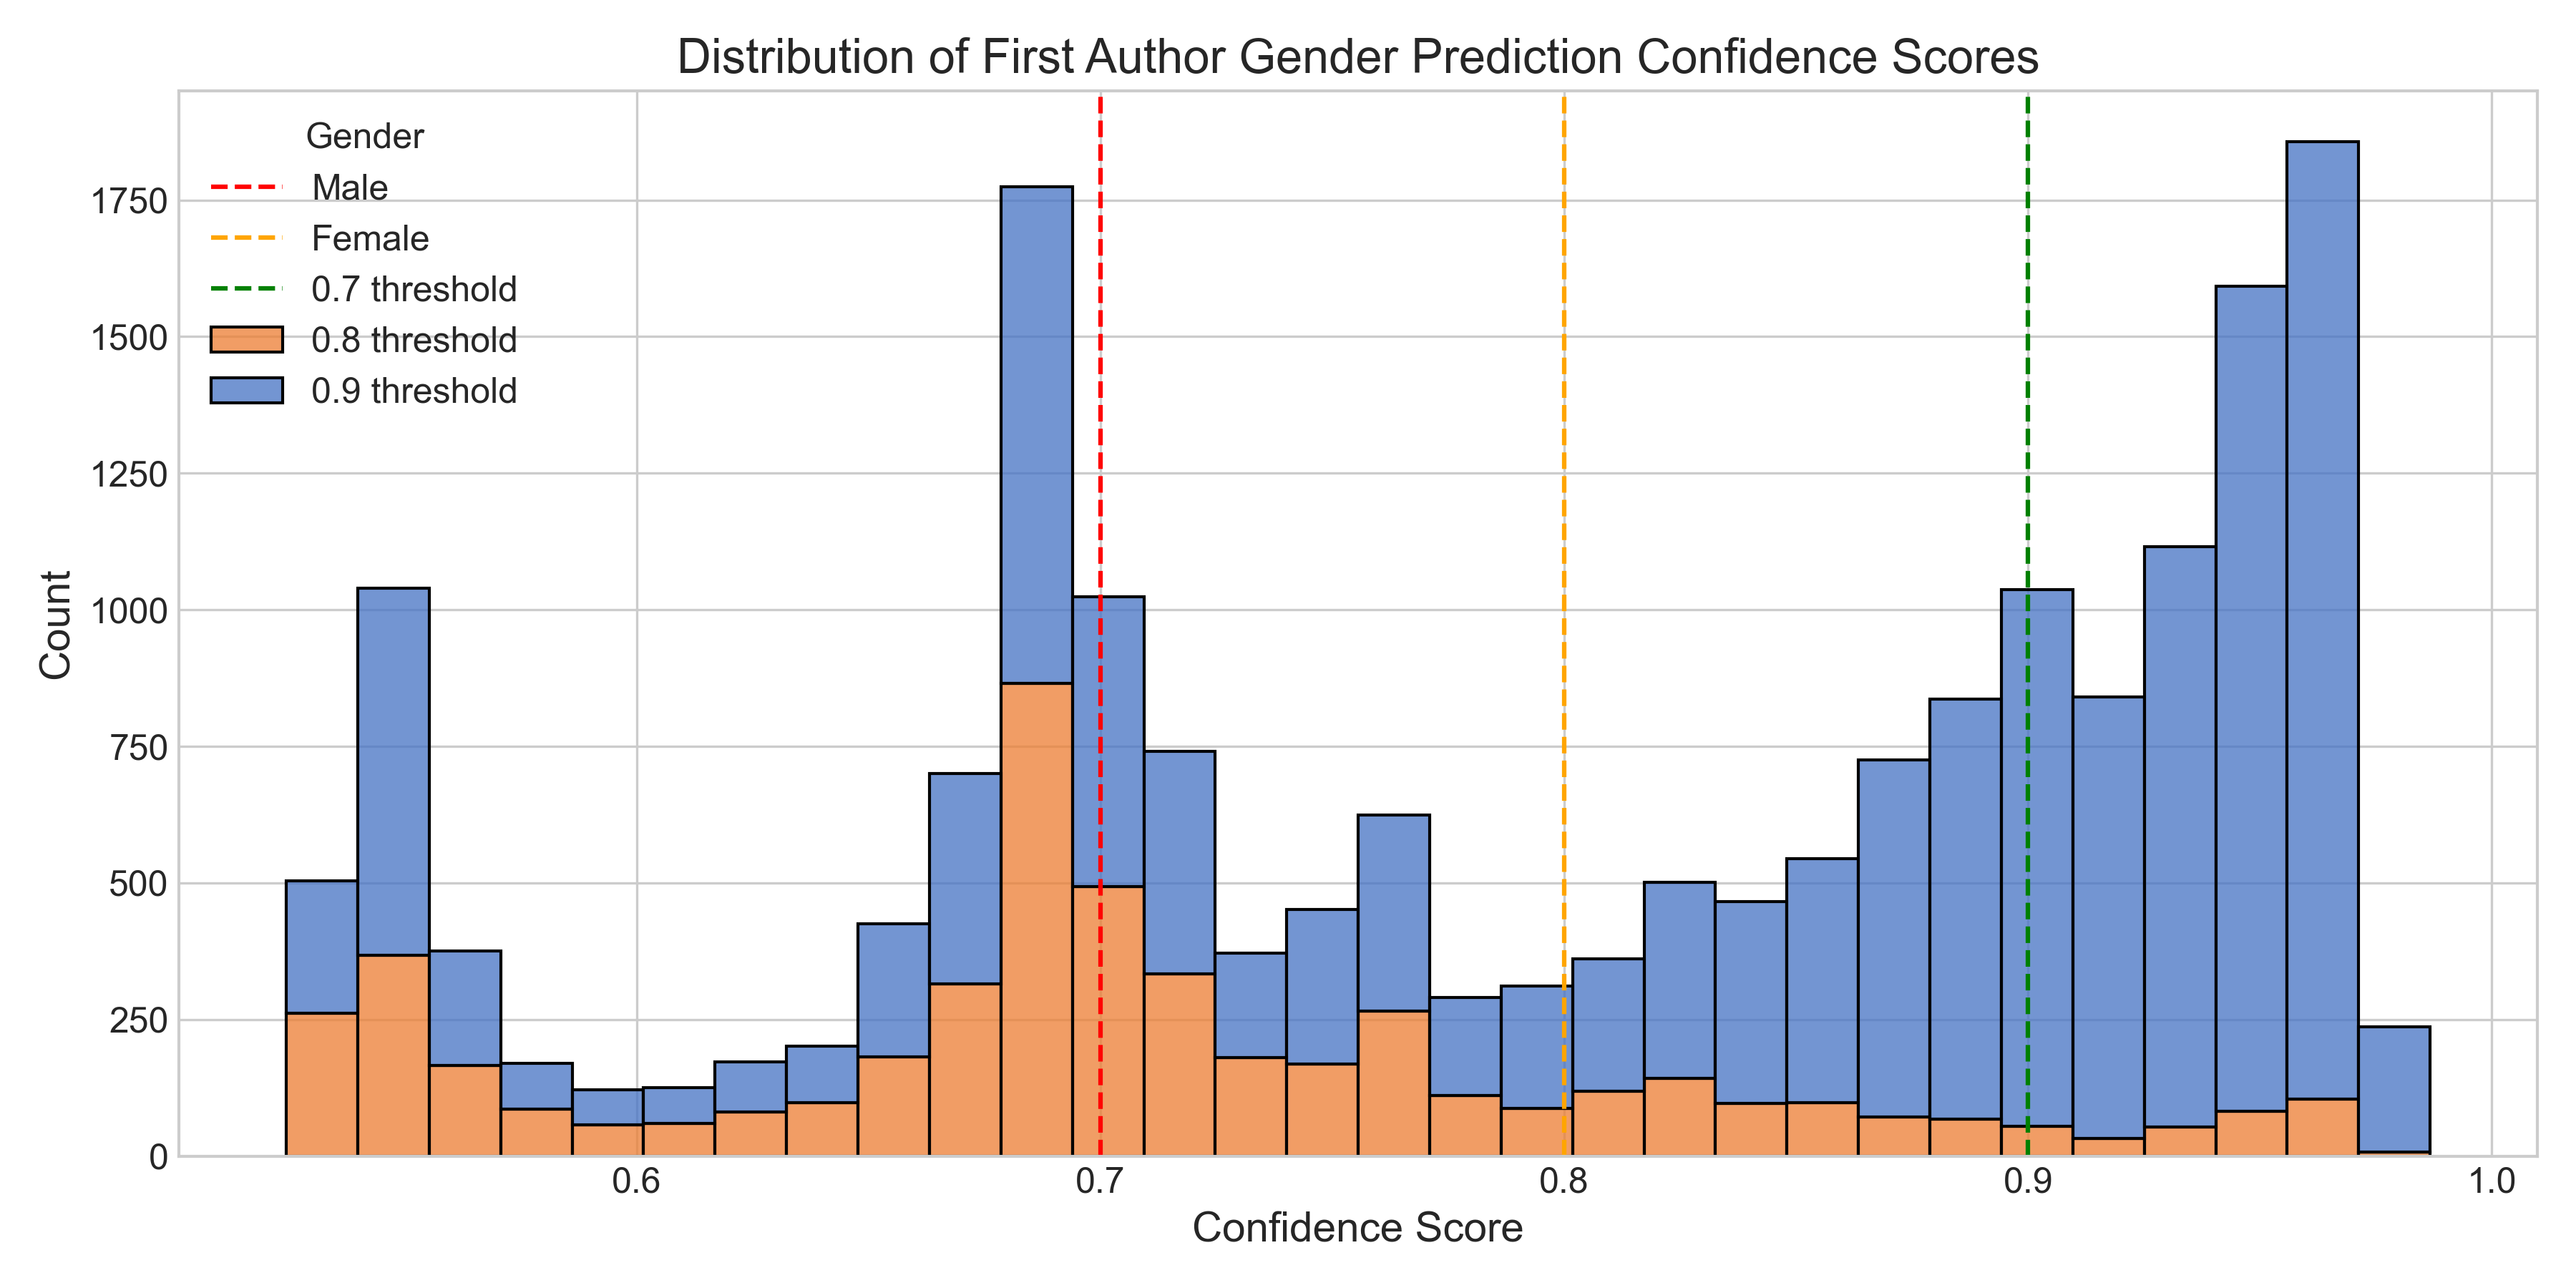 Distribution of First Author Gender Prediction Confidence Scores
Gender
Male
Female
0.7 threshold
0.8 threshold
0.9 threshold
Count
1750
1500
1250
1000
750
500
250
0
0.6 0.7 0.8 0.9 1.0
Confidence Score